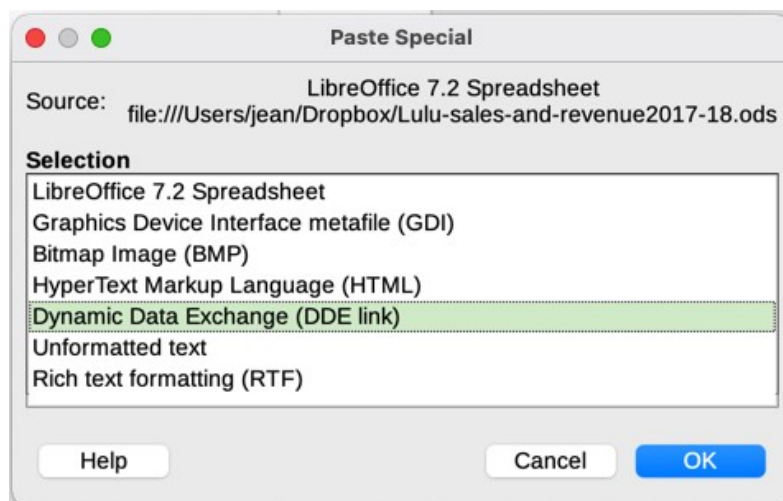 Paste Special
LibreOffice 7.2 Spreadsheet
Source:
file:///Users/jean/Dropbox/Lulu-sales-and-revenue2017-18.ods
Selection
LibreOffice 7.2 Spreadsheet
Graphics Device Interface metafile (GDI)
Bitmap Image (BMP)
HyperText Markup Language (HTML)
Dynamic Data Exchange (DDE link)
Unformatted text
Rich text formatting (RTF)
Help Cancel OK